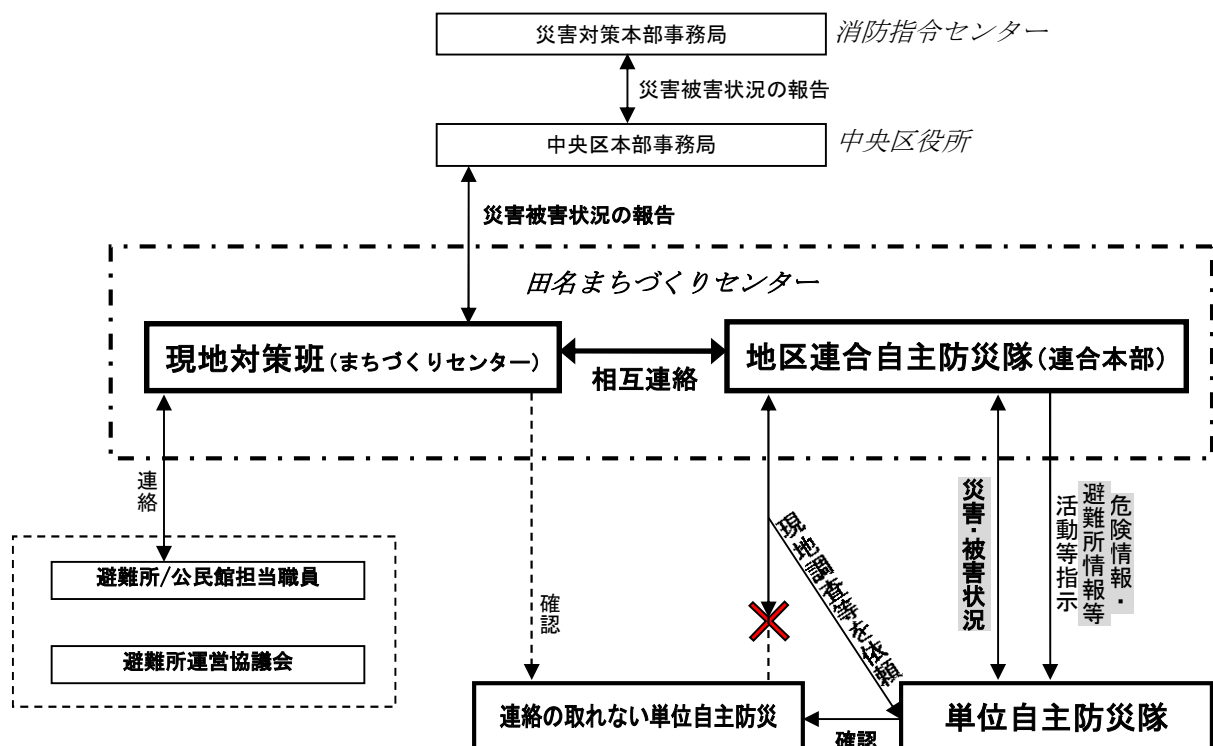 災害対策本部事務局
消防指令センター
災害被害状況の報告
中央区本部事務局
中央区役所
災害被害状況の報告
田名まちづくりセンター
現地対策班(まちづくりセンター)
相互連絡
地区連合自主防災隊(連合本部)
連絡
避難所/公民館担当職員
避難所運営協議会
確認
現地調査等を依頼
災害・被害状況
危険情報・
避難所情報等
活動等指示
連絡の取れない単位自主防災
確認
単位自主防災隊